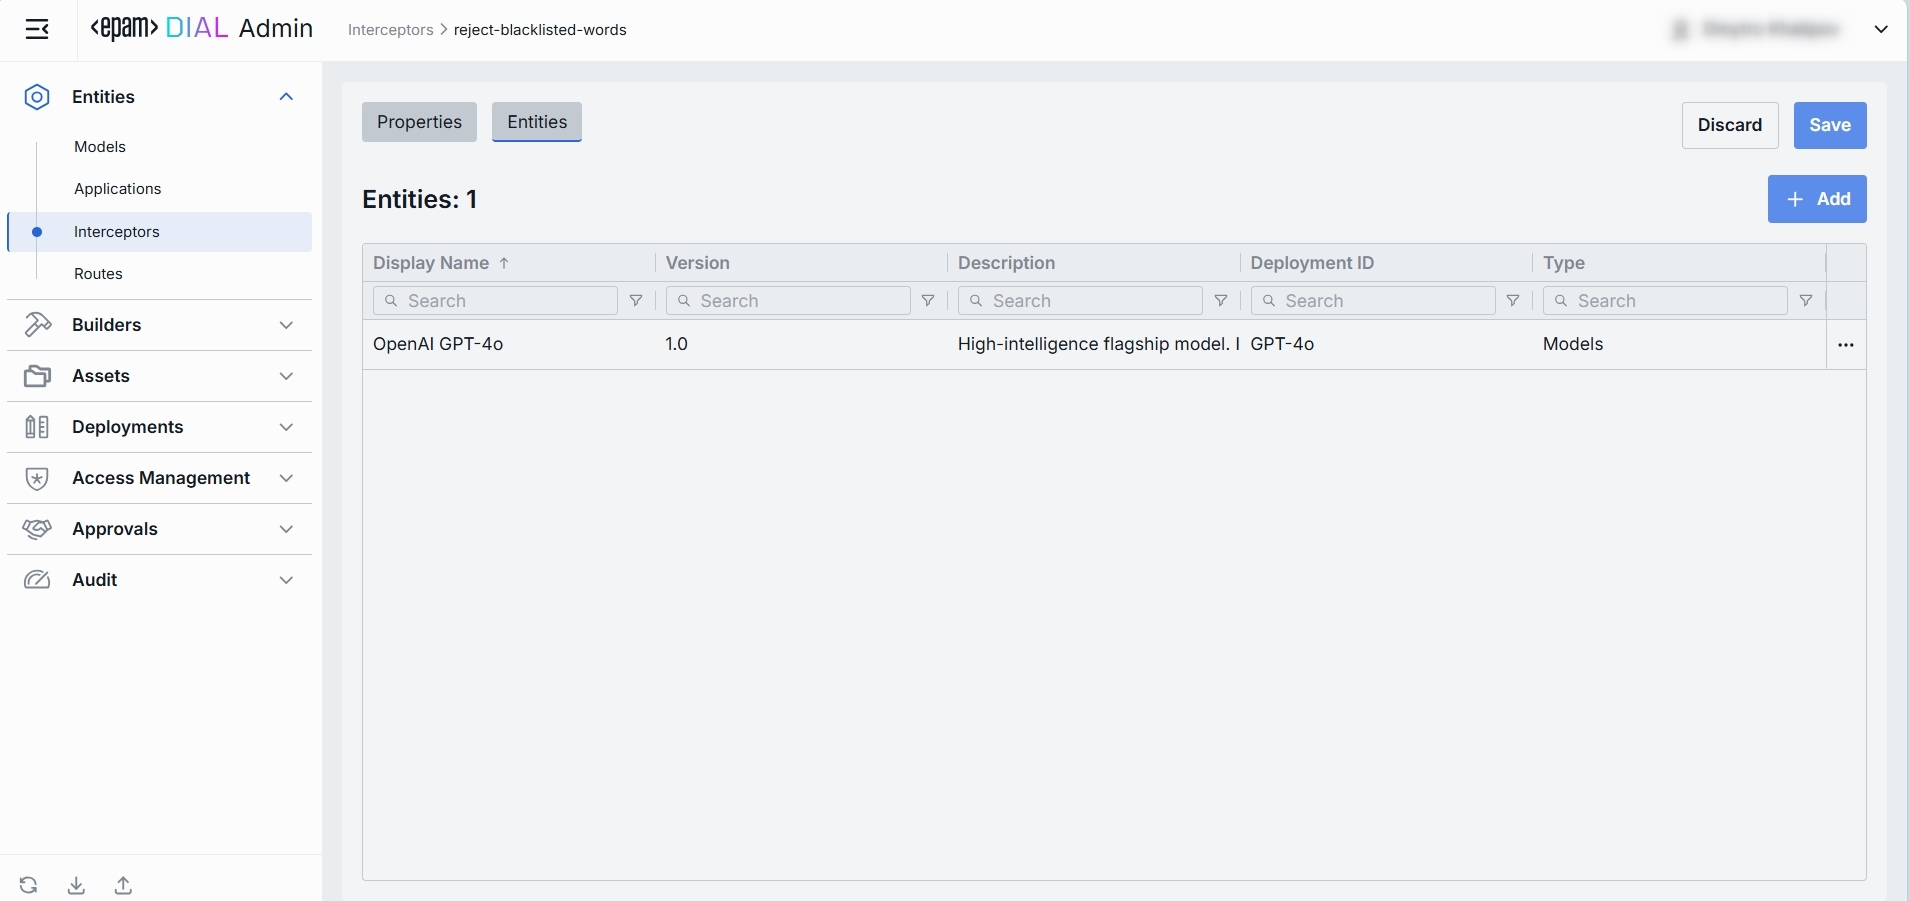 <epam> DIAL Admin
Interceptors > reject-blacklisted-words
Entities
Models
Applications
Interceptors
Routes
Builders
Assets
Deployments
Access Management
Approvals
Audit
Properties
Entities
Discard
Save
Entities: 1
+ Add
Display Name ↑
Version
Description
Deployment ID
Type
Search
Search
Search
Search
Search
OpenAI GPT-4o
1.0
High-intelligence flagship model. I
GPT-4o
Models